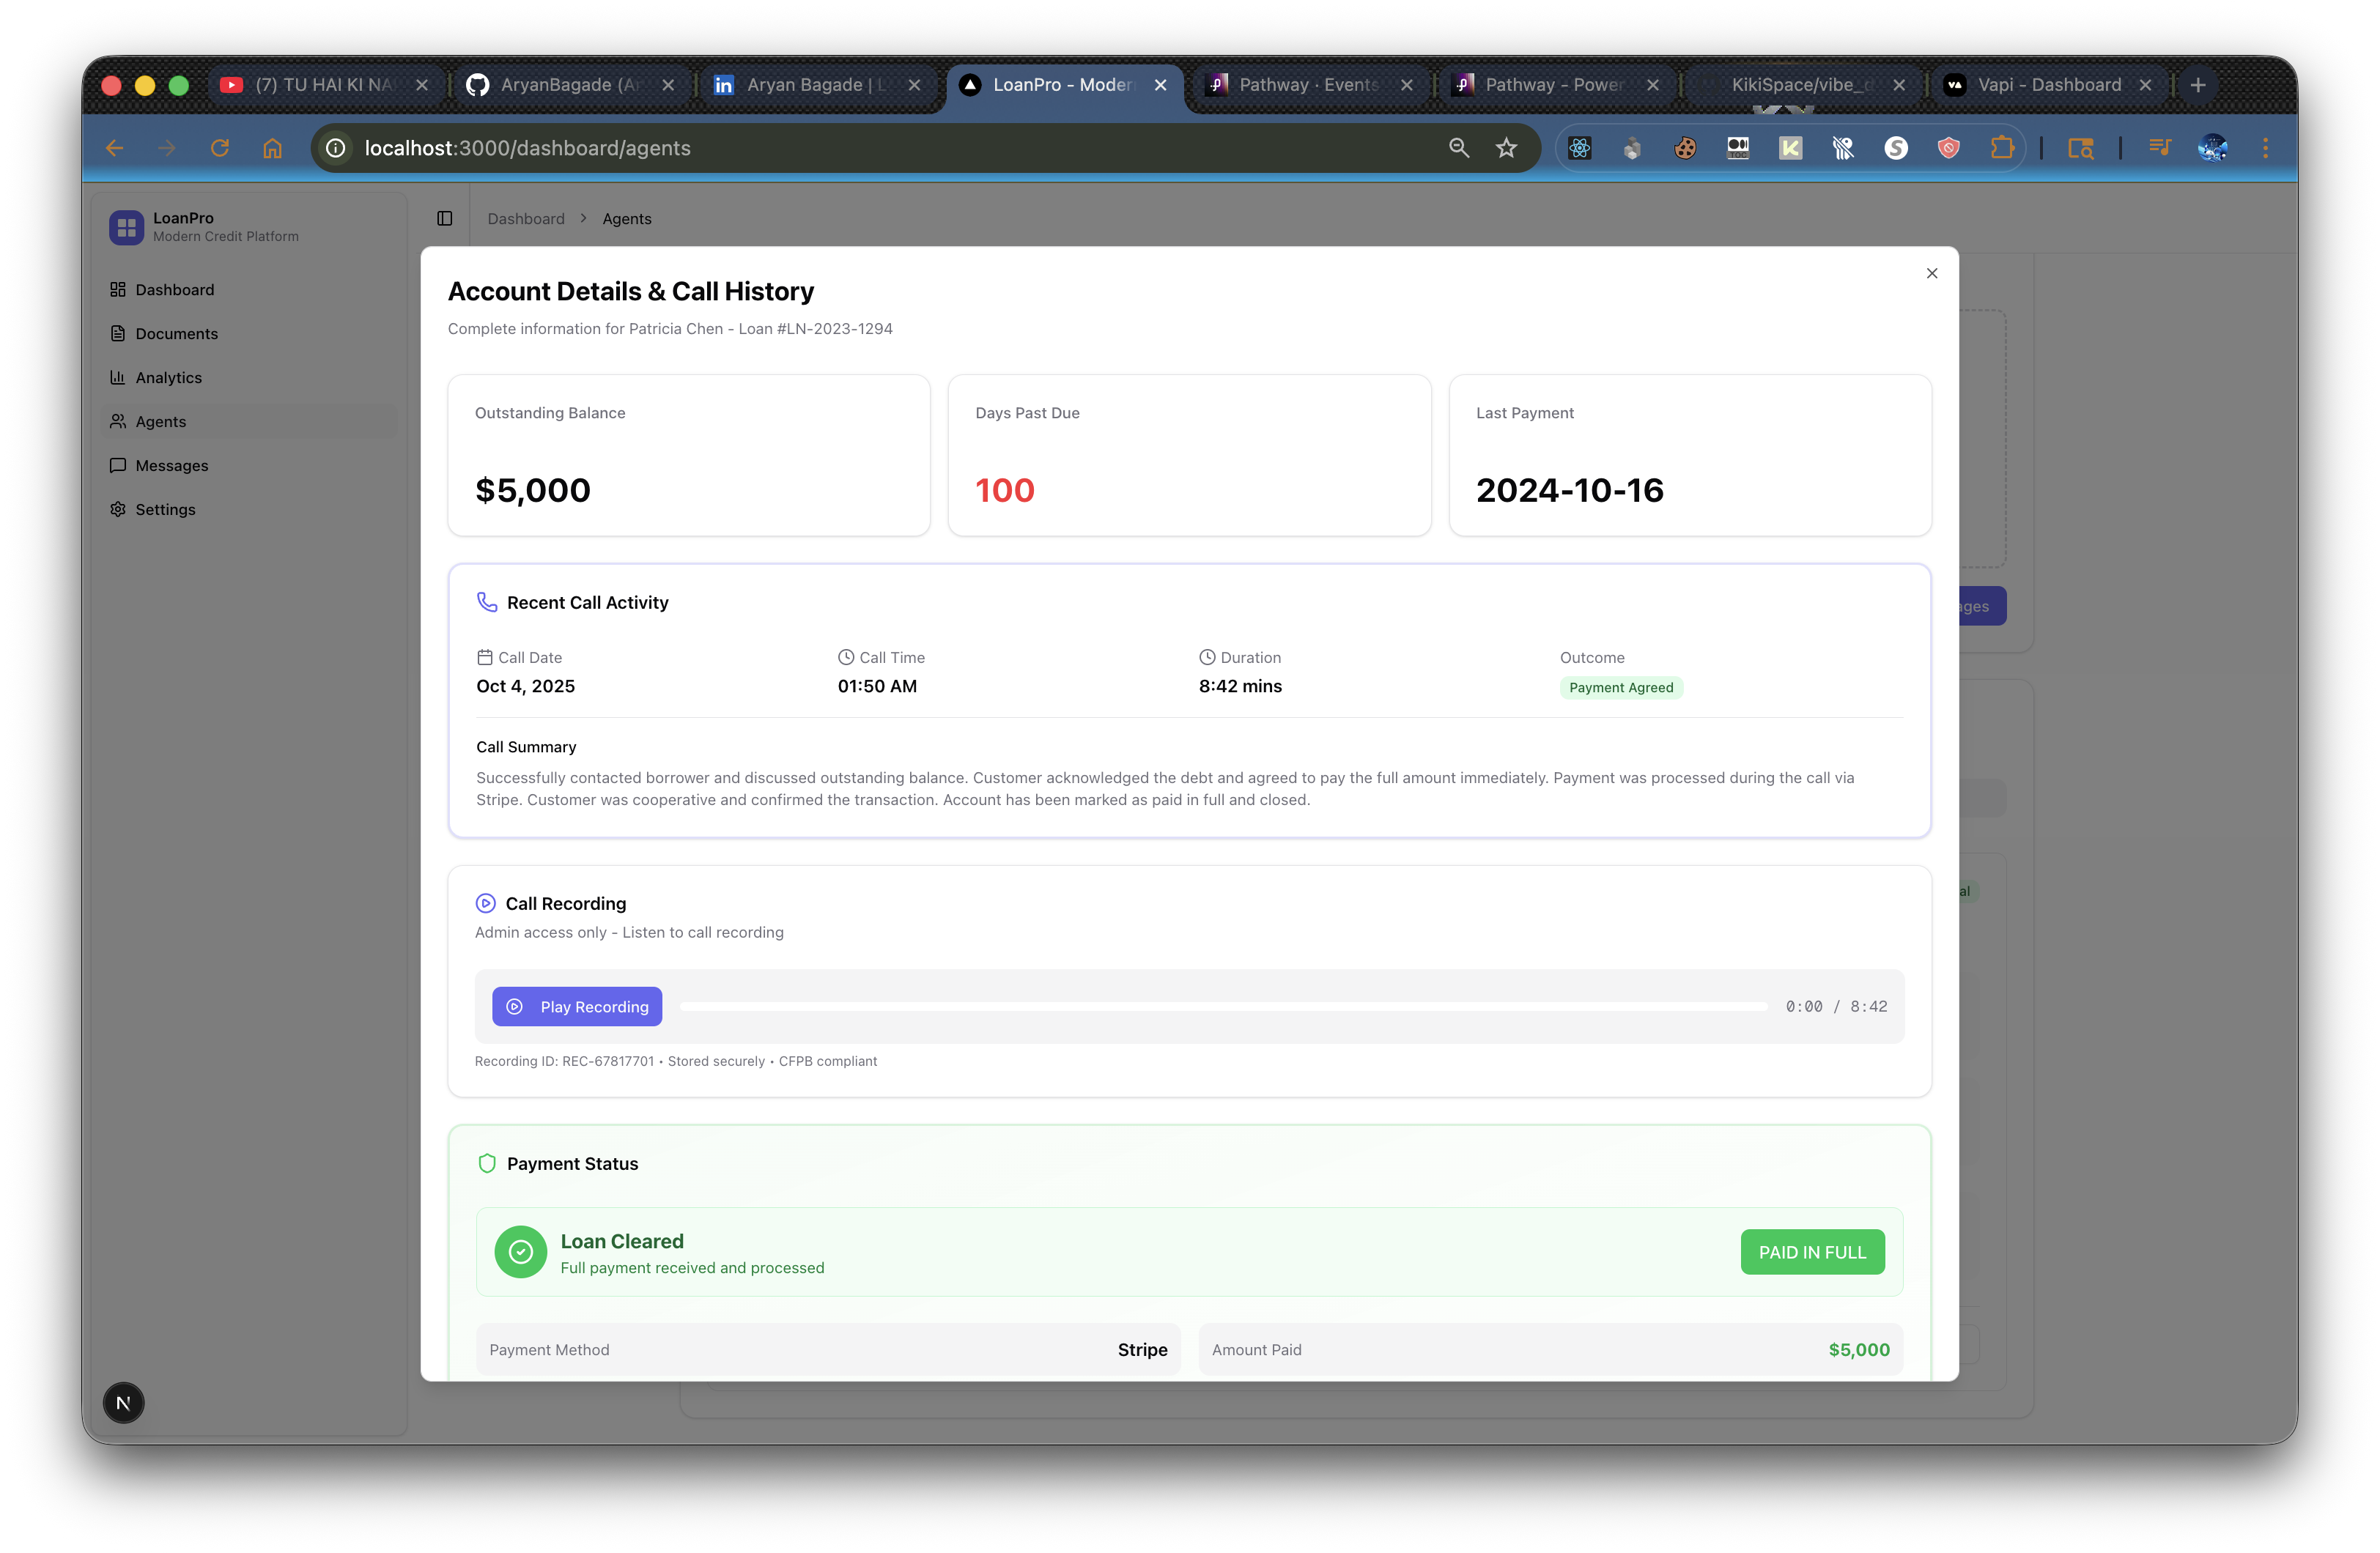 (7) TU HAI KI NA
AryanBagade (Ar
Aryan Bagade | L
LoanPro - Moder
Pathway · Events
Pathway - Power
KikiSpace/vibe_d
Vapi - Dashboard
localhost:3000/dashboard/agents
LoanPro
Modern Credit Platform
Dashboard
Documents
Analytics
Agents
Messages
Settings
Dashboard > Agents
Account Details & Call History
Complete information for Patricia Chen - Loan #LN-2023-1294
Outstanding Balance
$5,000
Days Past Due
100
Last Payment
2024-10-16
Recent Call Activity
Call Date
Oct 4, 2025
Call Time
01:50 AM
Duration
8:42 mins
Outcome
Payment Agreed
Call Summary
Successfully contacted borrower and discussed outstanding balance. Customer acknowledged the debt and agreed to pay the full amount immediately. Payment was processed during the call via
Stripe. Customer was cooperative and confirmed the transaction. Account has been marked as paid in full and closed.
Call Recording
Admin access only - Listen to call recording
Play Recording
0:00 / 8:42
Recording ID: REC-67817701 • Stored securely • CFPB compliant
Payment Status
Loan Cleared
Full payment received and processed
PAID IN FULL
Payment Method
Stripe
Amount Paid
$5,000
ages
al
N